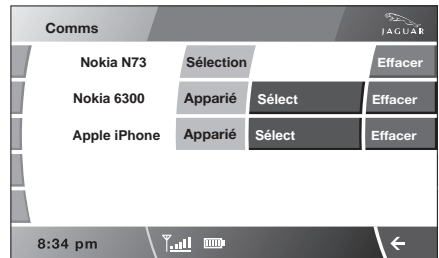 Comms
JAGUAR
Nokia N73 Sélection Effacer
Nokia 6300 Apparié Sélect Effacer
Apple iPhone Apparié Sélect Effacer
8:34 pm